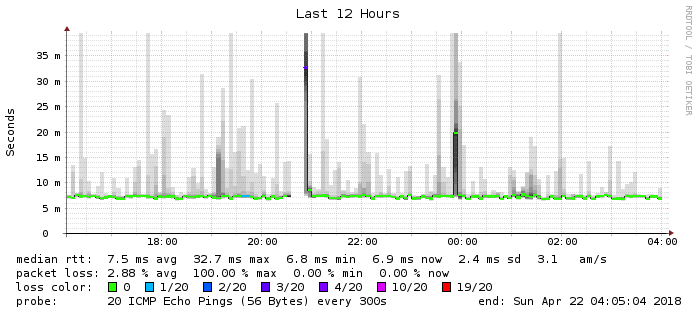 Last 12 Hours
RRDTOOL / TOBI OETIKER
Seconds
35 m
30 m
25 m
20 m
15 m
10 m
5 m
0
18:00 20:00 22:00 00:00 02:00 04:00
median rtt: 7.5 ms avg 32.7 ms max 6.8 ms min 6.9 ms now 2.4 ms sd 3.1 am/s
packet loss: 2.88 % avg 100.00 % max 0.00 % min 0.00 % now
loss color: 0 1/20 2/20 3/20 4/20 10/20 19/20
probe: 20 ICMP Echo Pings (56 Bytes) every 300s end: Sun Apr 22 04:05:04 2018